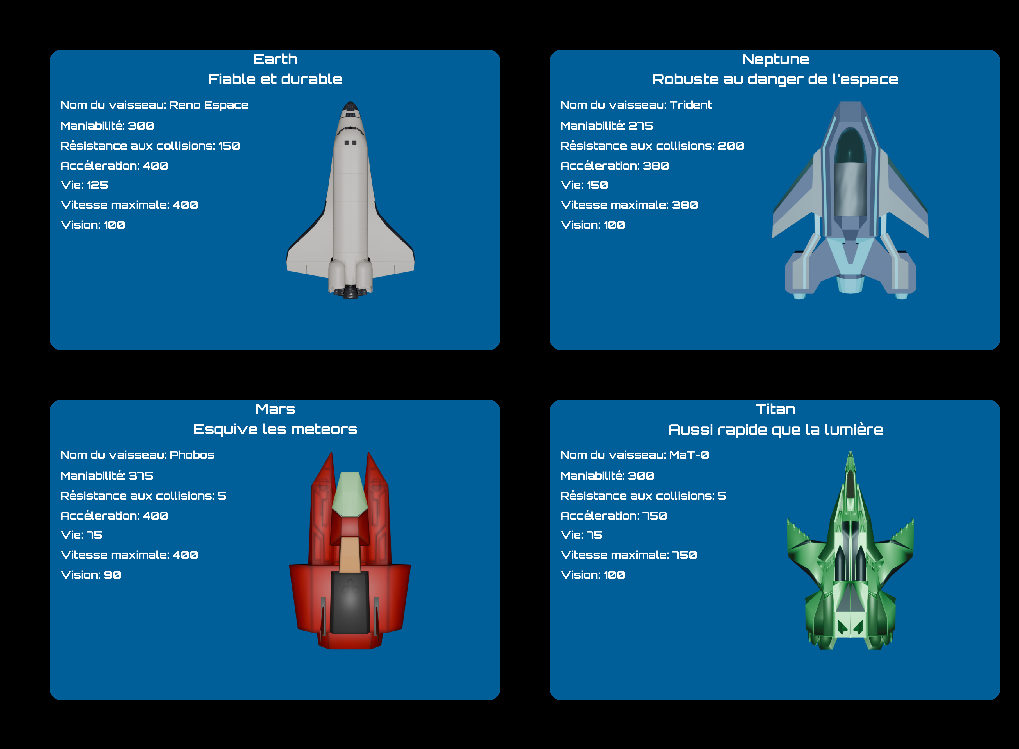 Earth
Fiable et durable
Nom du vaisseau: Reno Espace
Maniabilité: 300
Résistance aux collisions: 150
Accéleration: 400
Vie: 125
Vitesse maximale: 400
Vision: 100
Neptune
Robuste au danger de l'espace
Nom du vaisseau: Trident
Maniabilité: 275
Résistance aux collisions: 200
Accéleration: 380
Vie: 150
Vitesse maximale: 380
Vision: 100
Mars
Esquive les meteors
Nom du vaisseau: Phobos
Maniabilité: 375
Résistance aux collisions: 5
Accéleration: 400
Vie: 75
Vitesse maximale: 400
Vision: 90
Titan
Aussi rapide que la lumière
Nom du vaisseau: MaT-0
Maniabilité: 300
Résistance aux collisions: 5
Accéleration: 750
Vie: 75
Vitesse maximale: 750
Vision: 100